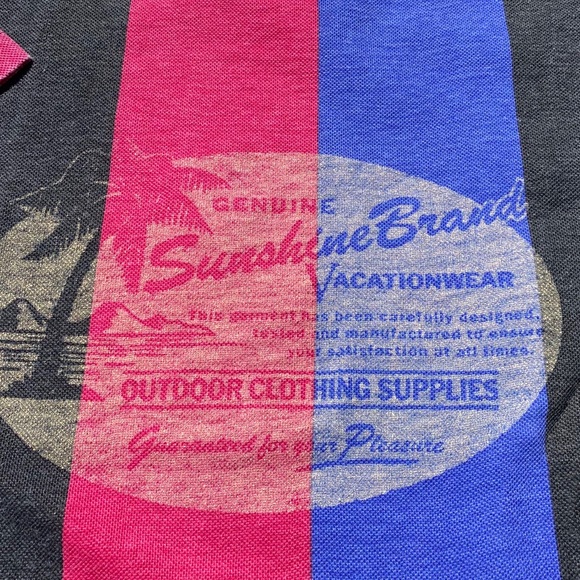 GENUINE
Sunshine Brand
VACATIONWEAR
This garment has been carefully designed,
tested and manufactured to ensure
your satisfaction at all times.
OUTDOOR CLOTHING SUPPLIES
Guaranteed for your Pleasure